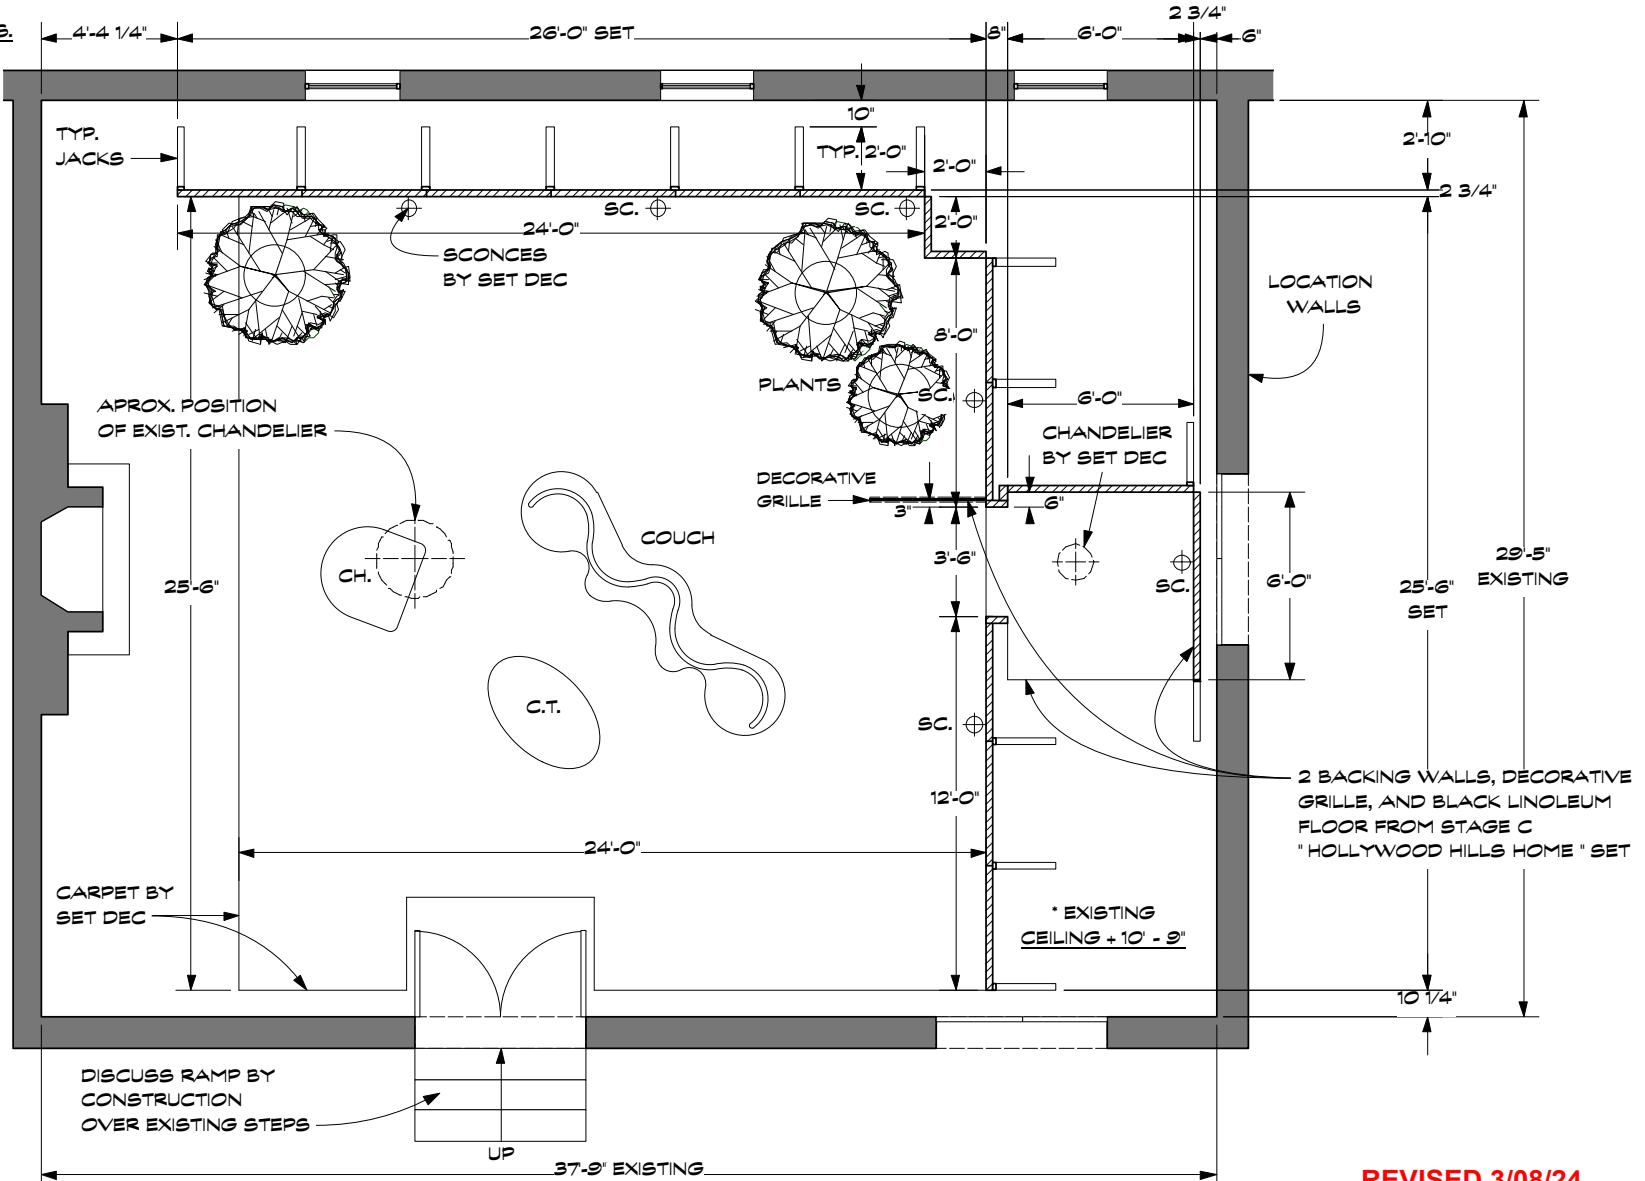 S.
4'-4 1/4"
26'-0" SET
8"
6'-0"
2 3/4"
6"
TYP.
JACKS
10"
TYP. 2'-0"
2'-0"
2'-10"
2 3/4"
SC.
SC.
2'-0"
24'-0"
SCONCES
BY SET DEC
LOCATION
WALLS
8'-0"
PLANTS
SC.
6'-0"
APROX. POSITION
OF EXIST. CHANDELIER
CHANDELIER
BY SET DEC
DECORATIVE
GRILLE
3"
6"
COUCH
3'-6"
CH.
25'-6"
SC.
6'-0"
25'-6"
SET
29'-5"
EXISTING
C.T.
SC.
12'-0"
2 BACKING WALLS, DECORATIVE
GRILLE, AND BLACK LINOLEUM
FLOOR FROM STAGE C
" HOLLYWOOD HILLS HOME " SET
24'-0"
CARPET BY
SET DEC
* EXISTING
CEILING + 10' - 9"
10 1/4"
DISCUSS RAMP BY
CONSTRUCTION
OVER EXISTING STEPS
UP
37'-9" EXISTING
REVISED 3/08/24